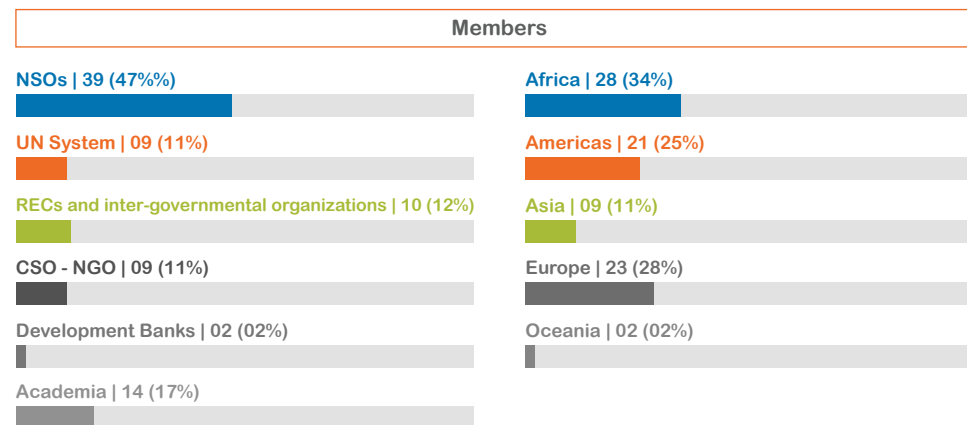 Members
NSOs | 39 (47%%)
UN System | 09 (11%)
RECs and inter-governmental organizations | 10 (12%)
CSO - NGO | 09 (11%)
Development Banks | 02 (02%)
Academia | 14 (17%)
Africa | 28 (34%)
Americas | 21 (25%)
Asia | 09 (11%)
Europe | 23 (28%)
Oceania | 02 (02%)